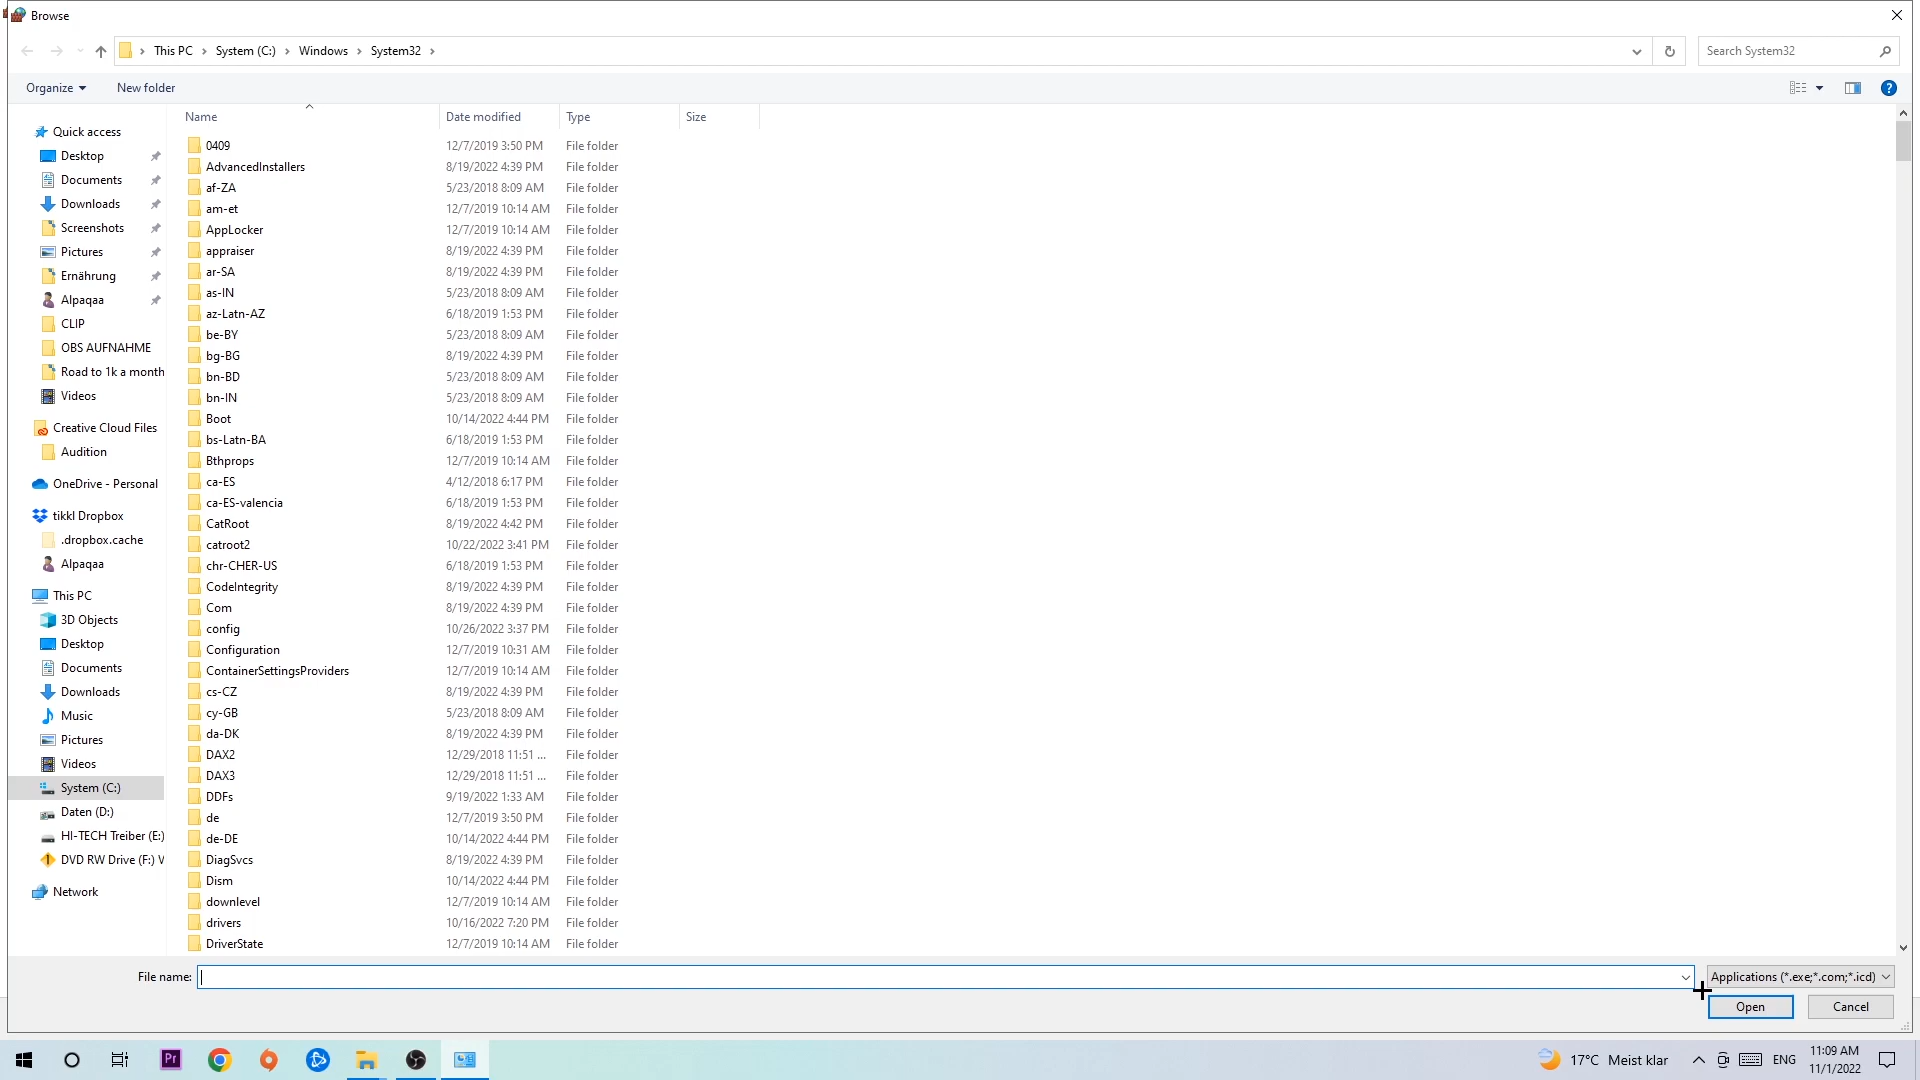 Browse
This PC > System (C:) > Windows > System32 >
Search System32
Organize
New folder
Name
Date modified
Type
Size
Quick access
Desktop
Documents
Downloads
Screenshots
Pictures
Ernährung
Alpaqaa
CLIP
OBS AUFNAHME
Road to 1k a month
Videos
Creative Cloud Files
Audition
OneDrive - Personal
tikkl Dropbox
.dropbox.cache
Alpaqaa
This PC
3D Objects
Desktop
Documents
Downloads
Music
Pictures
Videos
System (C:)
Daten (D:)
HI-TECH Treiber (E:)
DVD RW Drive (F:) V
Network
0409 12/7/2019 3:50 PM File folder
AdvancedInstallers 8/19/2022 4:39 PM File folder
af-ZA 5/23/2018 8:09 AM File folder
am-et 12/7/2019 10:14 AM File folder
AppLocker 12/7/2019 10:14 AM File folder
appraiser 8/19/2022 4:39 PM File folder
ar-SA 8/19/2022 4:39 PM File folder
as-IN 5/23/2018 8:09 AM File folder
az-Latn-AZ 6/18/2019 1:53 PM File folder
be-BY 5/23/2018 8:09 AM File folder
bg-BG 8/19/2022 4:39 PM File folder
bn-BD 5/23/2018 8:09 AM File folder
bn-IN 5/23/2018 8:09 AM File folder
Boot 10/14/2022 4:44 PM File folder
bs-Latn-BA 6/18/2019 1:53 PM File folder
Bthprops 12/7/2019 10:14 AM File folder
ca-ES 4/12/2018 6:17 PM File folder
ca-ES-valencia 6/18/2019 1:53 PM File folder
CatRoot 8/19/2022 4:42 PM File folder
catroot2 10/22/2022 3:41 PM File folder
chr-CHER-US 6/18/2019 1:53 PM File folder
CodeIntegrity 8/19/2022 4:39 PM File folder
Com 8/19/2022 4:39 PM File folder
config 10/26/2022 3:37 PM File folder
Configuration 12/7/2019 10:31 AM File folder
ContainerSettingsProviders 12/7/2019 10:14 AM File folder
cs-CZ 8/19/2022 4:39 PM File folder
cy-GB 5/23/2018 8:09 AM File folder
da-DK 8/19/2022 4:39 PM File folder
DAX2 12/29/2018 11:51 ... File folder
DAX3 12/29/2018 11:51 ... File folder
DDFs 9/19/2022 1:33 AM File folder
de 12/7/2019 3:50 PM File folder
de-DE 10/14/2022 4:44 PM File folder
DiagSvcs 8/19/2022 4:39 PM File folder
Dism 10/14/2022 4:44 PM File folder
downlevel 12/7/2019 10:14 AM File folder
drivers 10/16/2022 7:20 PM File folder
DriverState 12/7/2019 10:14 AM File folder
File name:
Applications (*.exe;*.com;*.icd)
Open
Cancel
Pr
17°C Meist klar
ENG
11:09 AM
11/1/2022